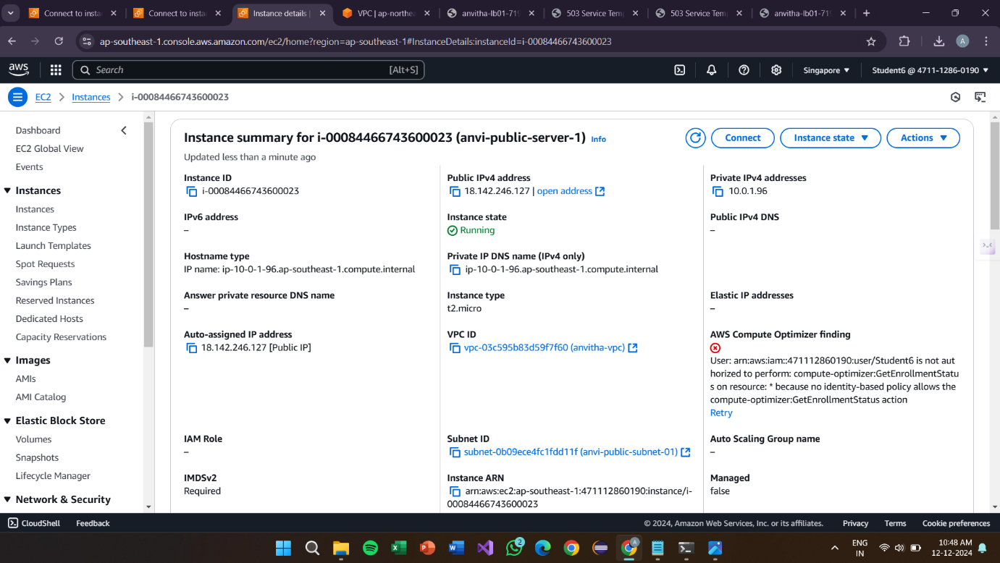 Connect to insta
Connect to insta
Instance details |
VPC | ap-northea
anvitha-lb01-719
503 Service Temp
503 Service Temp
anvitha-lb01-719
ap-southeast-1.console.aws.amazon.com/ec2/home?region=ap-southeast-1#InstanceDetails:instanceId=i-00084466743600023
A
aws
Search
[Alt+S]
Singapore
Student6 @ 4711-1286-0190
EC2
Instances
i-00084466743600023
Dashboard
EC2 Global View
Events
Instances
Instances
Instance Types
Launch Templates
Spot Requests
Savings Plans
Reserved Instances
Dedicated Hosts
Capacity Reservations
Images
AMIs
AMI Catalog
Elastic Block Store
Volumes
Snapshots
Lifecycle Manager
Network & Security
Instance summary for i-00084466743600023 (anvi-public-server-1) Info
Updated less than a minute ago
Connect
Instance state
Actions
Instance ID
i-00084466743600023
Public IPv4 address
18.142.246.127 | open address
Private IPv4 addresses
10.0.1.96
IPv6 address
–
Instance state
Running
Public IPv4 DNS
–
Hostname type
IP name: ip-10-0-1-96.ap-southeast-1.compute.internal
Private IP DNS name (IPv4 only)
ip-10-0-1-96.ap-southeast-1.compute.internal
Answer private resource DNS name
–
Instance type
t2.micro
Elastic IP addresses
–
Auto-assigned IP address
18.142.246.127 [Public IP]
VPC ID
vpc-03c595b83d59f7f60 (anvitha-vpc)
AWS Compute Optimizer finding
User: arn:aws:iam::471112860190:user/Student6 is not aut
horized to perform: compute-optimizer:GetEnrollmentStatu
s on resource: * because no identity-based policy allows the
compute-optimizer:GetEnrollmentStatus action
Retry
IAM Role
–
Subnet ID
subnet-0b09ece4fc1fdd11f (anvi-public-subnet-01)
Auto Scaling Group name
–
IMDSv2
Required
Instance ARN
arn:aws:ec2:ap-southeast-1:471112860190:instance/i-
00084466743600023
Managed
false
CloudShell
Feedback
© 2024, Amazon Web Services, Inc. or its affiliates.
Privacy
Terms
Cookie preferences
2
A
ENG
IN
10:48 AM
12-12-2024